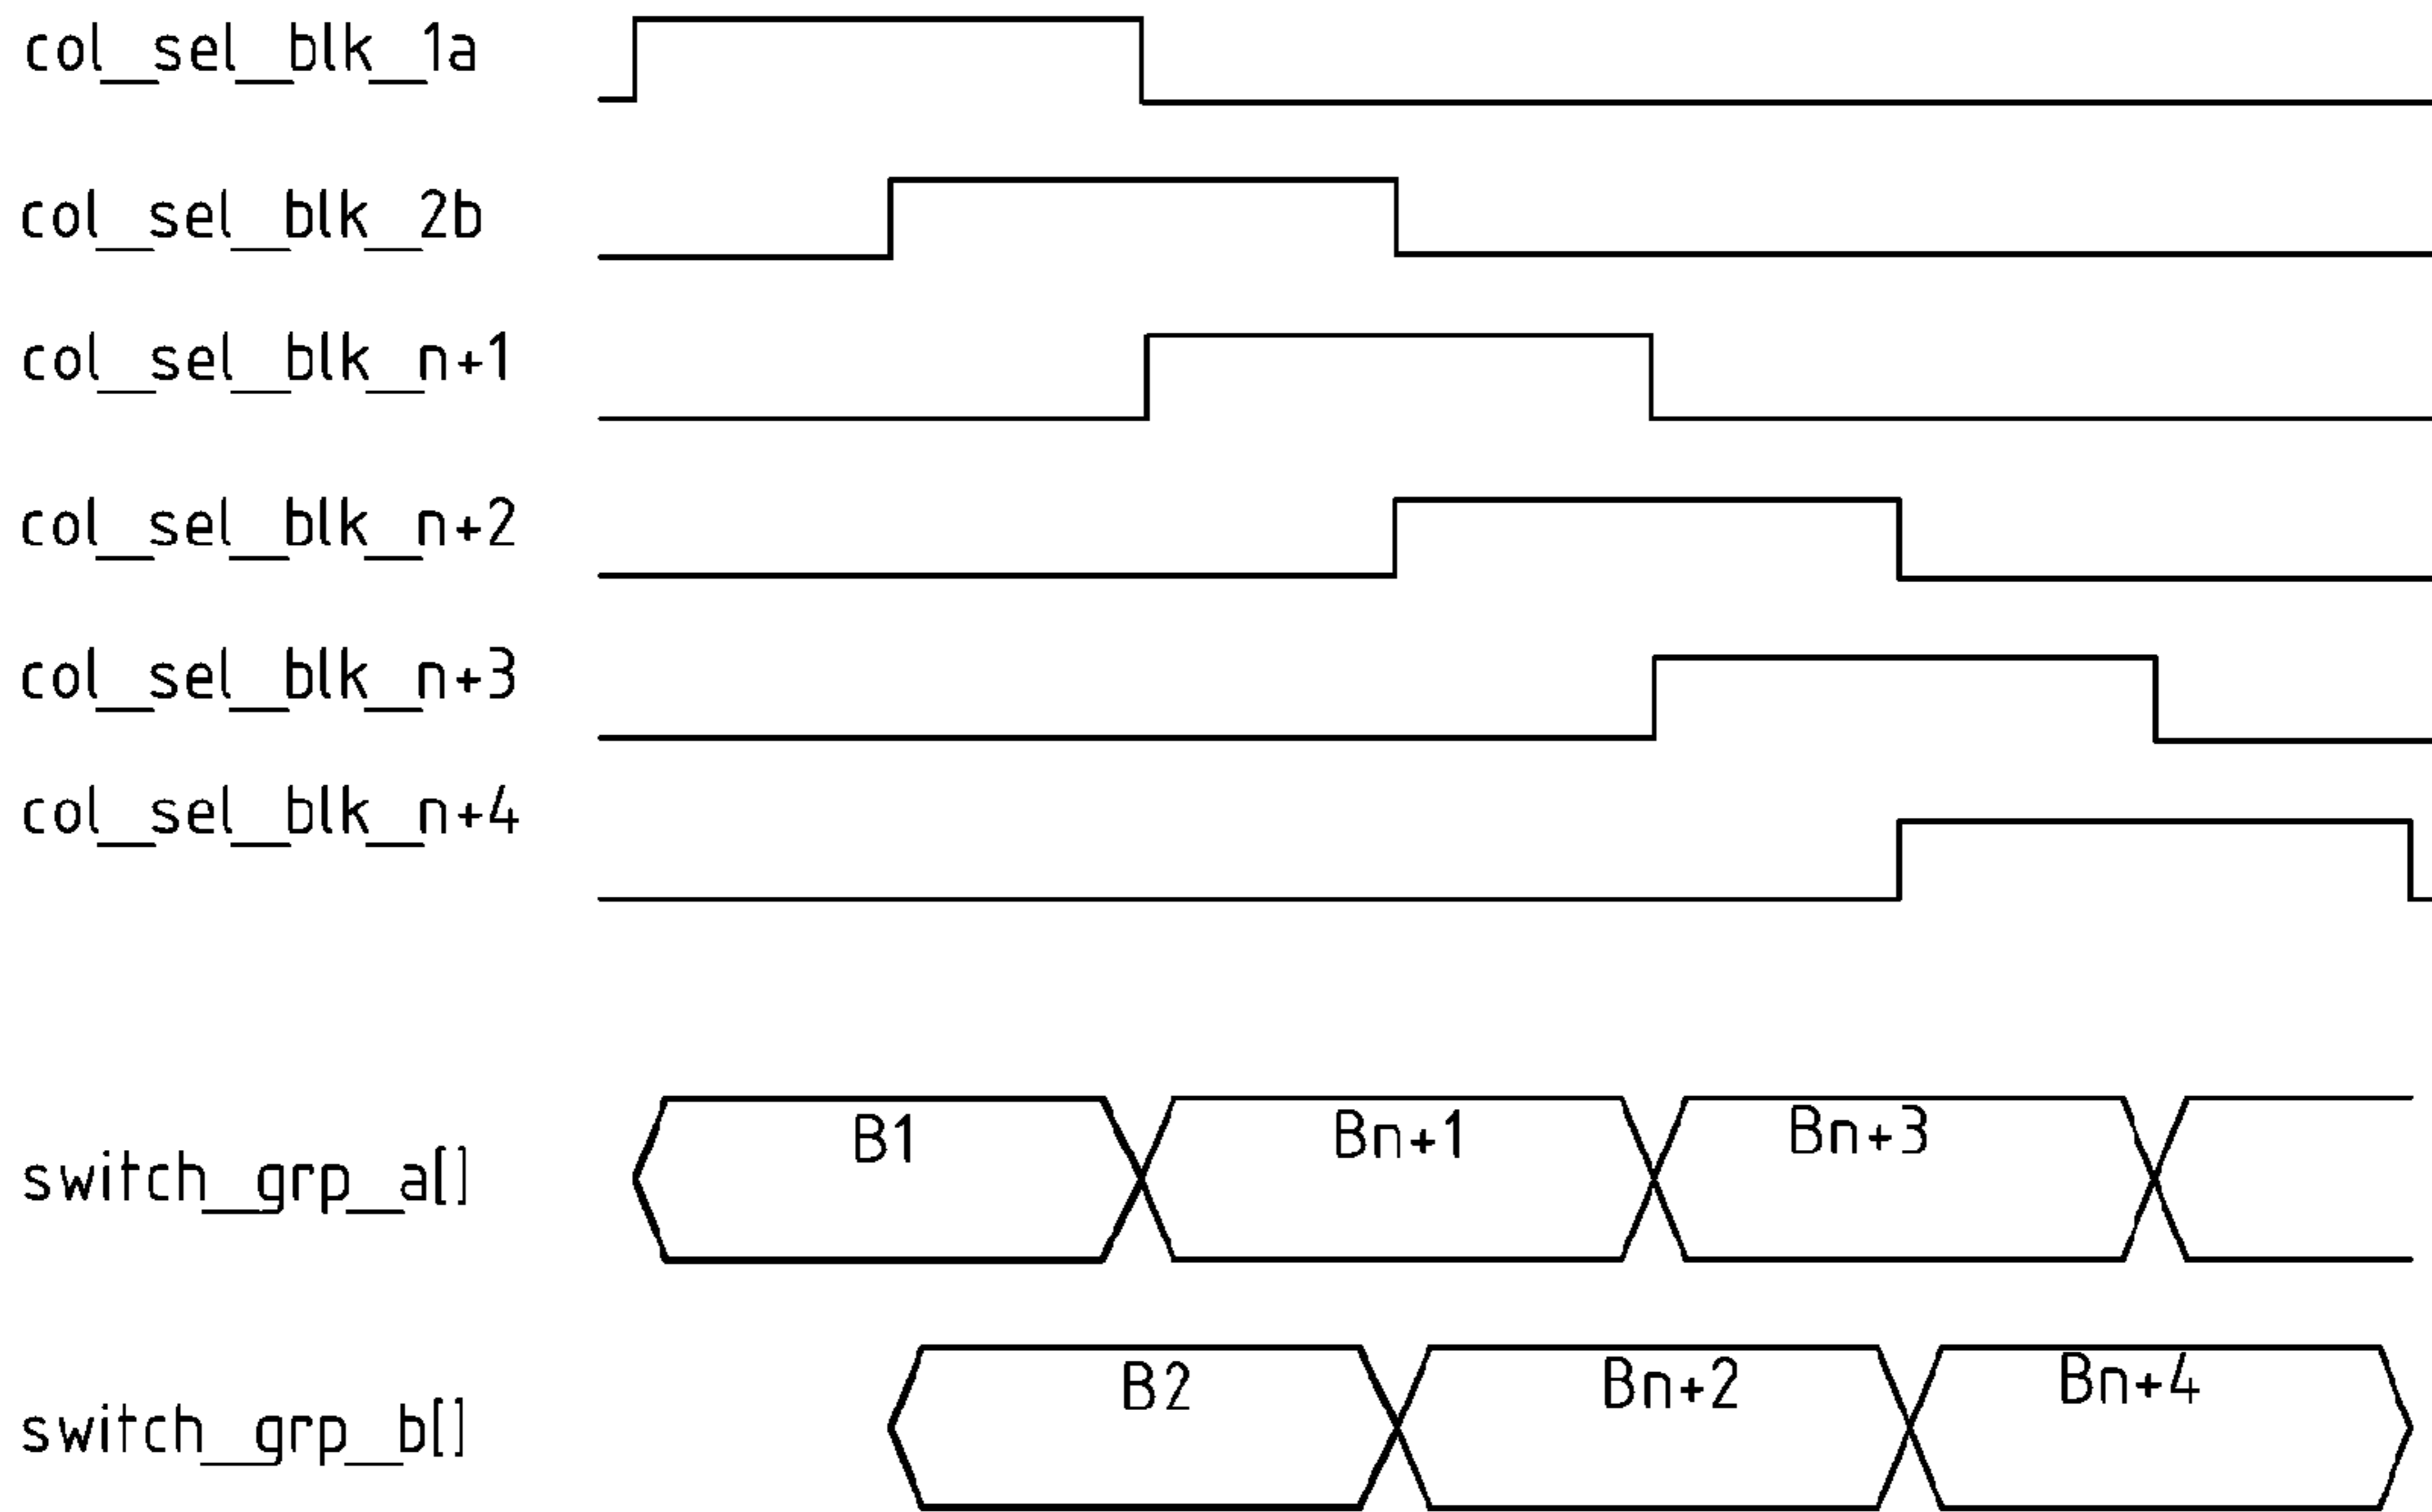 col_sel_blk_1a
col_sel_blk_2b
col_sel_blk_n+1
col_sel_blk_n+2
col_sel_blk_n+3
col_sel_blk_n+4
switch_grp_a[] B1 Bn+1 Bn+3
switch_grp_b[] B2 Bn+2 Bn+4